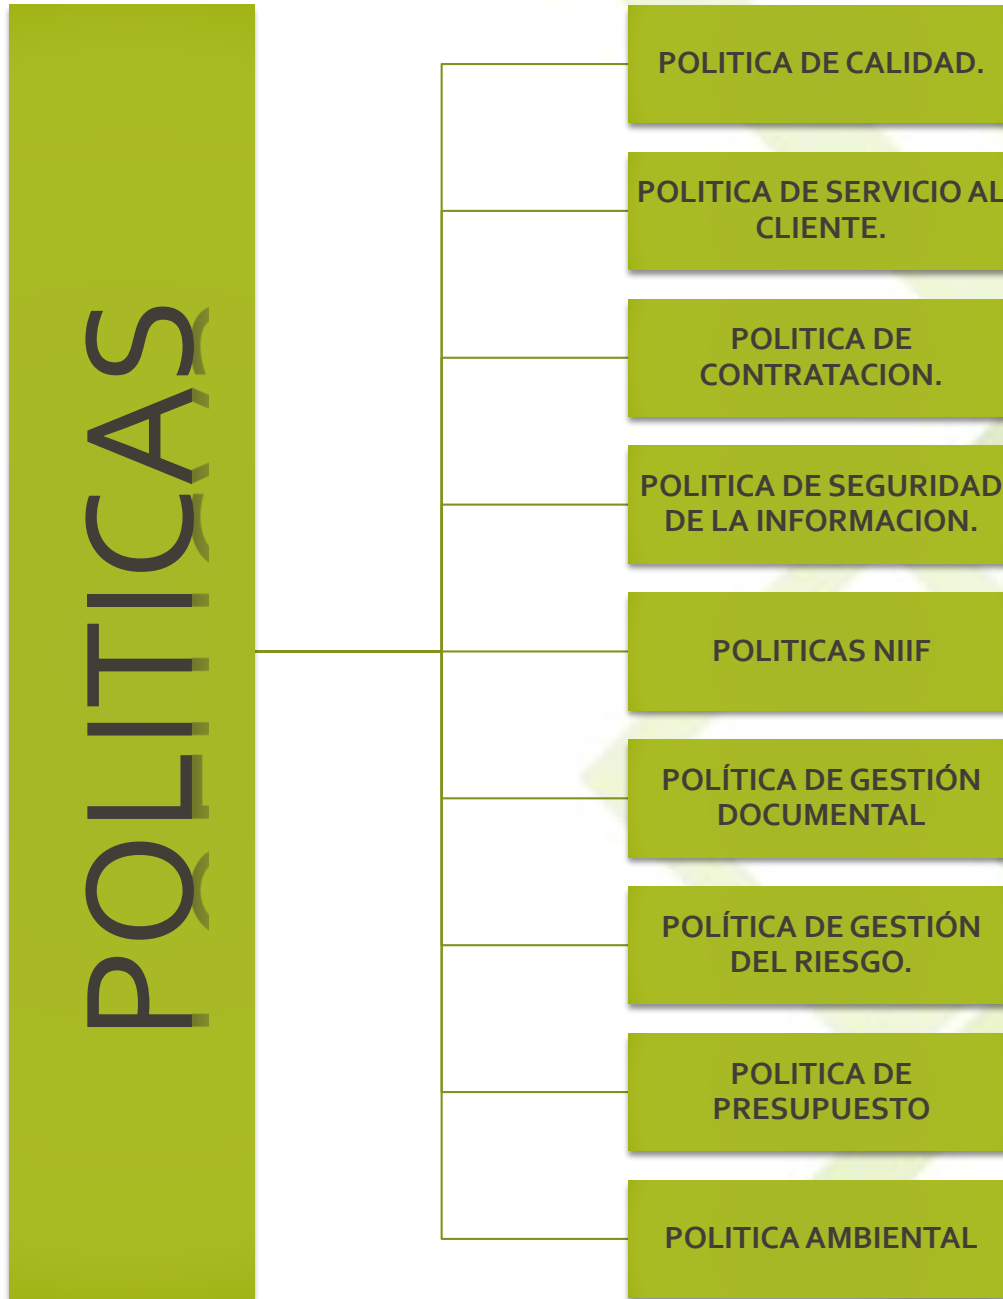 POLITICAS
POLITICA DE CALIDAD.
POLITICA DE SERVICIO AL
CLIENTE.
POLITICA DE
CONTRATACION.
POLITICA DE SEGURIDAD
DE LA INFORMACION.
POLITICAS NIIF
POLÍTICA DE GESTIÓN
DOCUMENTAL
POLÍTICA DE GESTIÓN
DEL RIESGO.
POLITICA DE
PRESUPUESTO
POLITICA AMBIENTAL